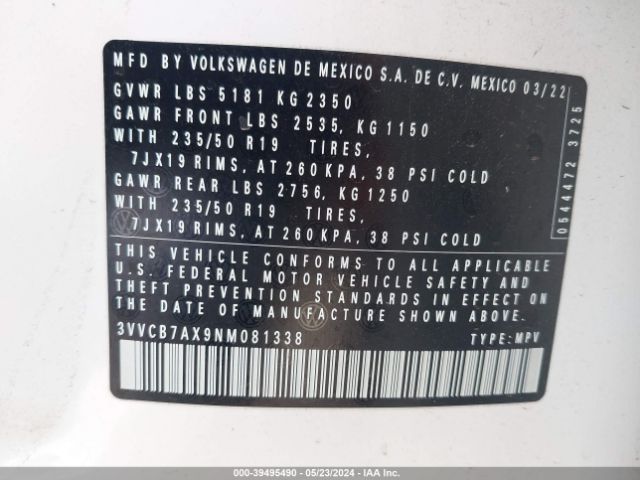 MFD BY VOLKSWAGEN DE MEXICO S.A. DE C.V. MEXICO 03/22
GVWR LBS 5181 KG 2350
GAWR FRONT LBS 2535, KG 1150
WITH 235/50 R19 TIRES,
7JX19 RIMS, AT 260 KPA, 38 PSI COLD
GAWR REAR LBS 2756, KG 1250
WITH 235/50 R19 TIRES,
7JX19 RIMS, AT 260 KPA, 38 PSI COLD
THIS VEHICLE CONFORMS TO ALL APPLICABLE
U.S. FEDERAL MOTOR VEHICLE SAFETY AND
THEFT PREVENTION STANDARDS IN EFFECT ON
THE DATE OF MANUFACTURE SHOWN ABOVE.
3VVCB7AX9NM081338 TYPE: MPV
0544472 3725
000-39495490 - 05/23/2024 - IAAI.com